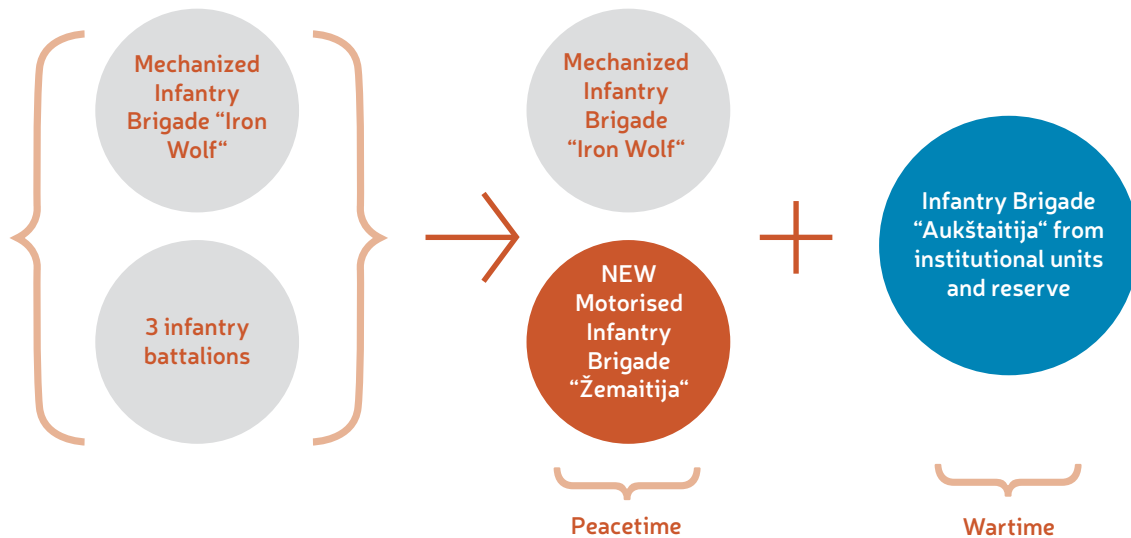 Mechanized
Infantry
Brigade “Iron
Wolf“
3 infantry
battalions
Mechanized
Infantry
Brigade
“Iron Wolf“
NEW
Motorised
Infantry
Brigade
“Žemaitija“
Peacetime
Infantry Brigade
“Aukštaitija“ from
institutional units
and reserve
Wartime